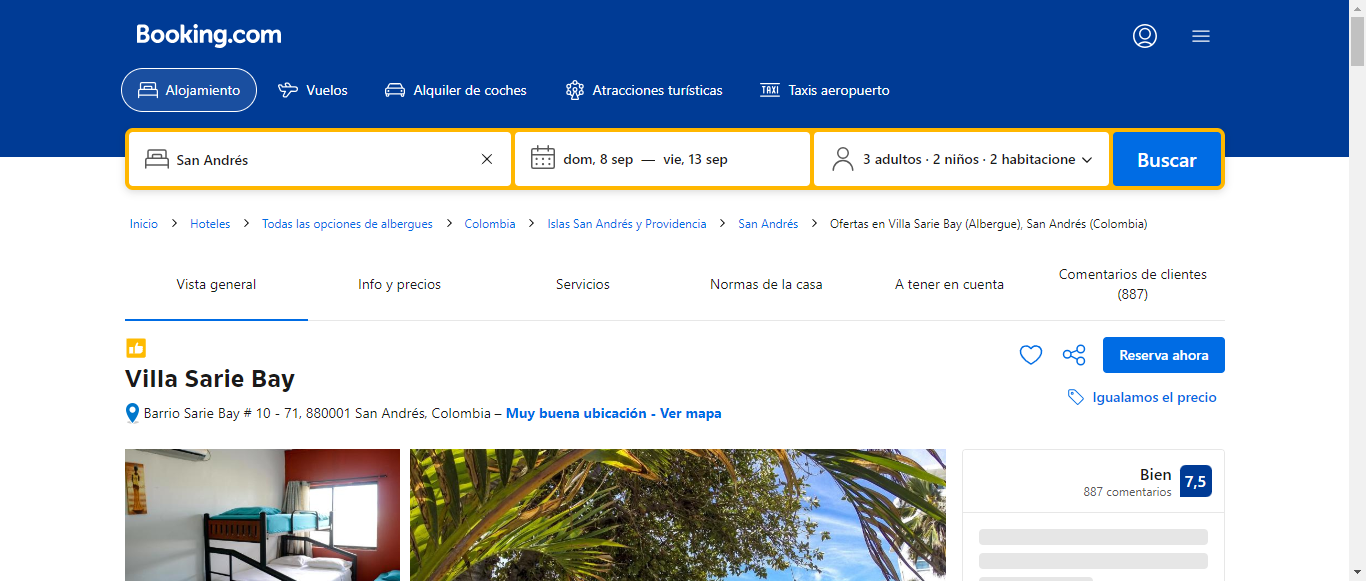 Booking.com
Alojamiento
Vuelos
Alquiler de coches
Atracciones turísticas
TAXI
Taxis aeropuerto
San Andrés
dom, 8 sep — vie, 13 sep
3 adultos · 2 niños · 2 habitacione
Buscar
Inicio > Hoteles > Todas las opciones de albergues > Colombia > Islas San Andrés y Providencia > San Andrés > Ofertas en Villa Sarie Bay (Albergue), San Andrés (Colombia)
Vista general
Info y precios
Servicios
Normas de la casa
A tener en cuenta
Comentarios de clientes
(887)
Reserva ahora
Villa Sarie Bay
Igualamos el precio
Barrio Sarie Bay # 10 - 71, 880001 San Andrés, Colombia – Muy buena ubicación - Ver mapa
Bien
887 comentarios
7,5